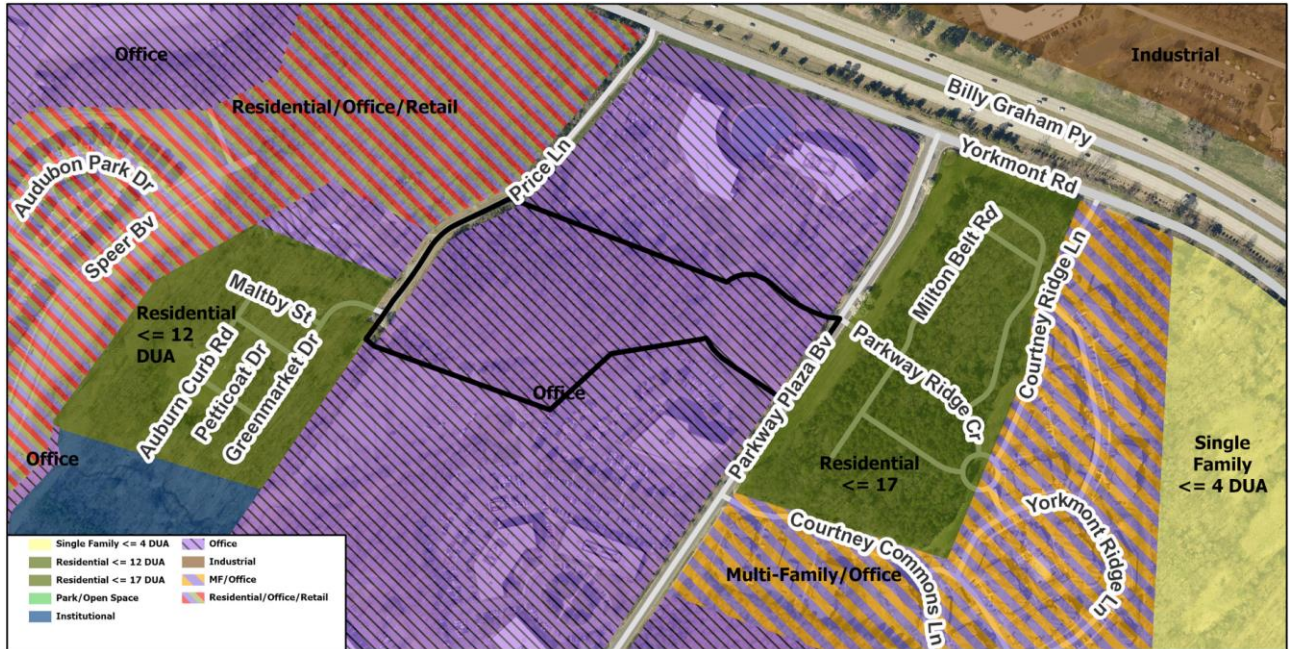 Office
Industrial
Residential/Office/Retail
Billy Graham Py
Price Ln
Yorkmont Rd
Audubon Park Dr
Speer Bv
Milton Belt Rd
Courtney Ridge Ln
Maltby St
Residential
<= 12
DUA
Auburn Curb Rd
Petticoat Dr
Greenmarket Dr
Parkway Ridge Cr
Office
Parkway Plaza Bv
Single
Family
<= 4 DUA
Office
Residential
<= 17
Yorkmont Ridge Ln
Courtney Commons Ln
Multi-Family/Office
Single Family <= 4 DUA
Residential <= 12 DUA
Residential <= 17 DUA
Park/Open Space
Institutional
Office
Industrial
MF/Office
Residential/Office/Retail